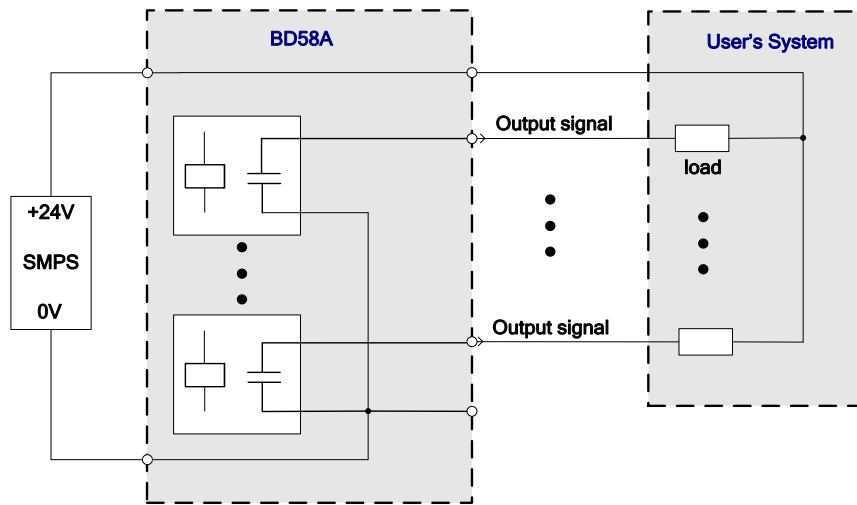 BD58A
User's System
Output signal
load
+24V
SMPS
0V
Output signal